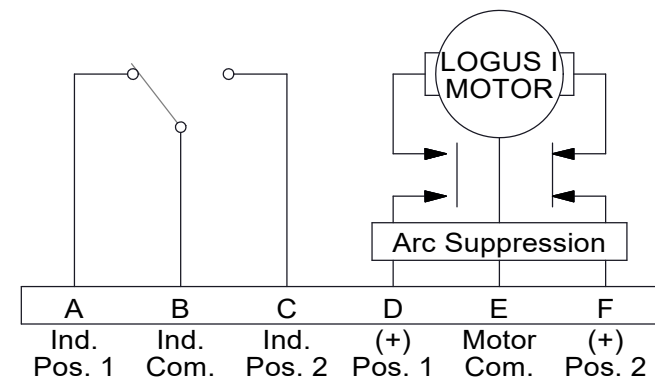 LOGUS I
MOTOR
Arc Suppression
A B C D E F
Ind. Ind. Ind. (+) Motor (+)
Pos. 1 Com. Pos. 2 Pos. 1 Com. Pos. 2